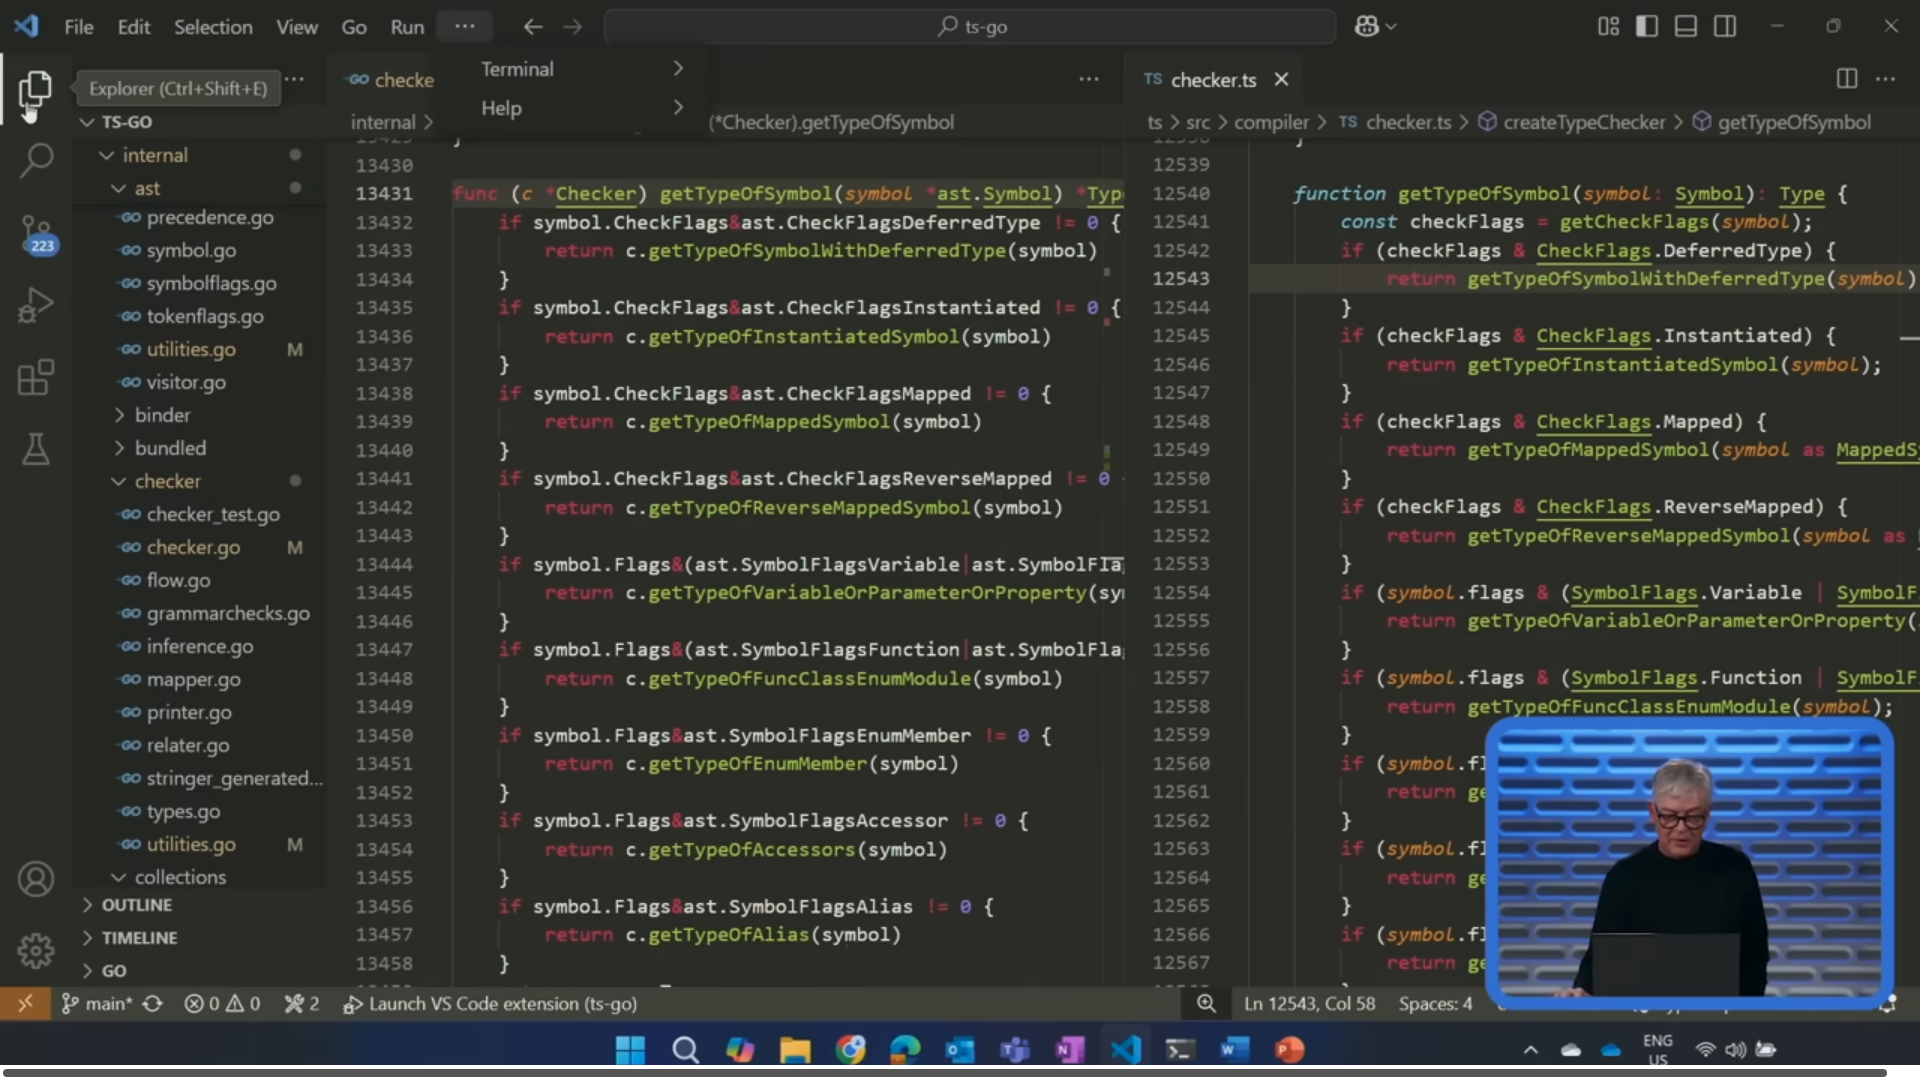 File Edit Selection View Go Run ··· ts-go
Explorer (Ctrl+Shift+E)
TS-GO
internal
ast
precedence.go
symbol.go
symbolflags.go
tokenflags.go
utilities.go M
visitor.go
binder
bundled
checker
checker_test.go
checker.go M
flow.go
grammarchecks.go
inference.go
mapper.go
printer.go
relater.go
stringer_generated...
types.go
utilities.go M
collections
OUTLINE
TIMELINE
GO
223
checke
Terminal
Help
internal > (*Checker).getTypeOfSymbol
13430
13431 func (c *Checker) getTypeOfSymbol(symbol *ast.Symbol) *Type
13432 if symbol.CheckFlags&ast.CheckFlagsDeferredType != 0 {
13433 return c.getTypeOfSymbolWithDeferredType(symbol)
13434 }
13435 if symbol.CheckFlags&ast.CheckFlagsInstantiated != 0 {
13436 return c.getTypeOfInstantiatedSymbol(symbol)
13437 }
13438 if symbol.CheckFlags&ast.CheckFlagsMapped != 0 {
13439 return c.getTypeOfMappedSymbol(symbol)
13440 }
13441 if symbol.CheckFlags&ast.CheckFlagsReverseMapped != 0
13442 return c.getTypeOfReverseMappedSymbol(symbol)
13443 }
13444 if symbol.Flags&(ast.SymbolFlagsVariable|ast.SymbolFla
13445 return c.getTypeOfVariableOrParameterOrProperty(sy
13446 }
13447 if symbol.Flags&(ast.SymbolFlagsFunction|ast.SymbolFla
13448 return c.getTypeOfFuncClassEnumModule(symbol)
13449 }
13450 if symbol.Flags&ast.SymbolFlagsEnumMember != 0 {
13451 return c.getTypeOfEnumMember(symbol)
13452 }
13453 if symbol.Flags&ast.SymbolFlagsAccessor != 0 {
13454 return c.getTypeOfAccessors(symbol)
13455 }
13456 if symbol.Flags&ast.SymbolFlagsAlias != 0 {
13457 return c.getTypeOfAlias(symbol)
13458 }
TS checker.ts
ts > src > compiler > TS checker.ts > createTypeChecker > getTypeOfSymbol
12539
12540 function getTypeOfSymbol(symbol: Symbol): Type {
12541 const checkFlags = getCheckFlags(symbol);
12542 if (checkFlags & CheckFlags.DeferredType) {
12543 return getTypeOfSymbolWithDeferredType(symbol)
12544 }
12545 if (checkFlags & CheckFlags.Instantiated) {
12546 return getTypeOfInstantiatedSymbol(symbol);
12547 }
12548 if (checkFlags & CheckFlags.Mapped) {
12549 return getTypeOfMappedSymbol(symbol as MappedS
12550 }
12551 if (checkFlags & CheckFlags.ReverseMapped) {
12552 return getTypeOfReverseMappedSymbol(symbol as
12553 }
12554 if (symbol.flags & (SymbolFlags.Variable | SymbolF
12555 return getTypeOfVariableOrParameterOrProperty(
12556 }
12557 if (symbol.flags & (SymbolFlags.Function | SymbolF
12558 return getTypeOfFuncClassEnumModule(symbol);
12559 }
12560 if (symbol.fl
12561 return ge
12562 }
12563 if (symbol.fl
12564 return ge
12565 }
12566 if (symbol.fl
12567 return ge
main* 0 0 2 Launch VS Code extension (ts-go) Ln 12543, Col 58 Spaces: 4
ENG
US